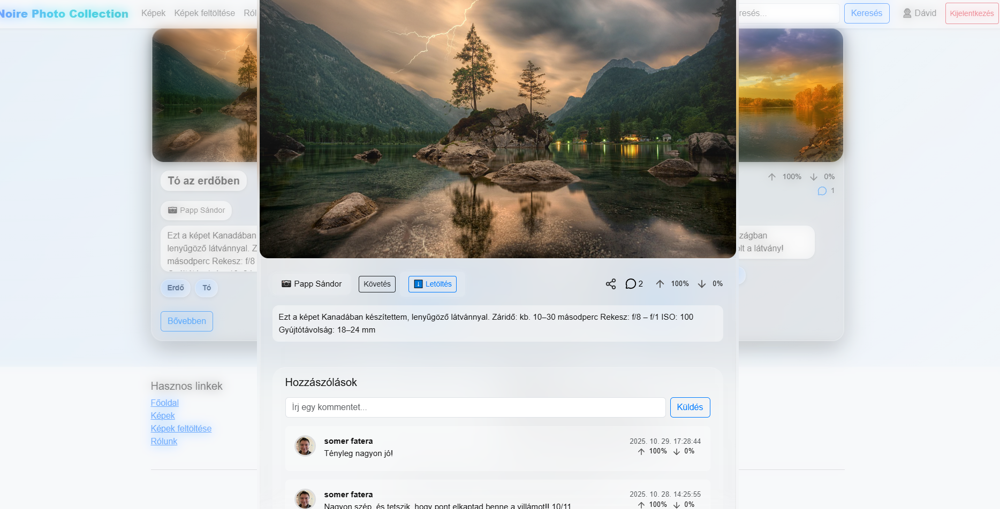 Noire Photo Collection
Képek
Képek feltöltése
Ról
resés...
Keresés
Dávid
Kijelentkezés
Tó az erdőben
Papp Sándor
Ezt a képet Kanadában
lenyűgöző látvánnyal. Z
másodperc Rekesz: f/8
Erdő
Tó
Bővebben
100%
0%
1
zágban
olt a látvány!
Papp Sándor
Követés
Letöltés
2
100%
0%
Ezt a képet Kanadában készítettem, lenyűgöző látvánnyal. Záridő: kb. 10–30 másodperc Rekesz: f/8 – f/1 ISO: 100
Gyújtótávolság: 18–24 mm
Hozzászólások
Írj egy kommentet...
Küldés
somer fatera
2025. 10. 29. 17:28:44
Tényleg nagyon jó!
100%
0%
somer fatera
2025. 10. 28. 14:25:55
Nagyon szép, és tetszik, hogy pont elkaptad benne a villámot!! 10/11
100%
0%
Hasznos linkek
Főoldal
Képek
Képek feltöltése
Rólunk